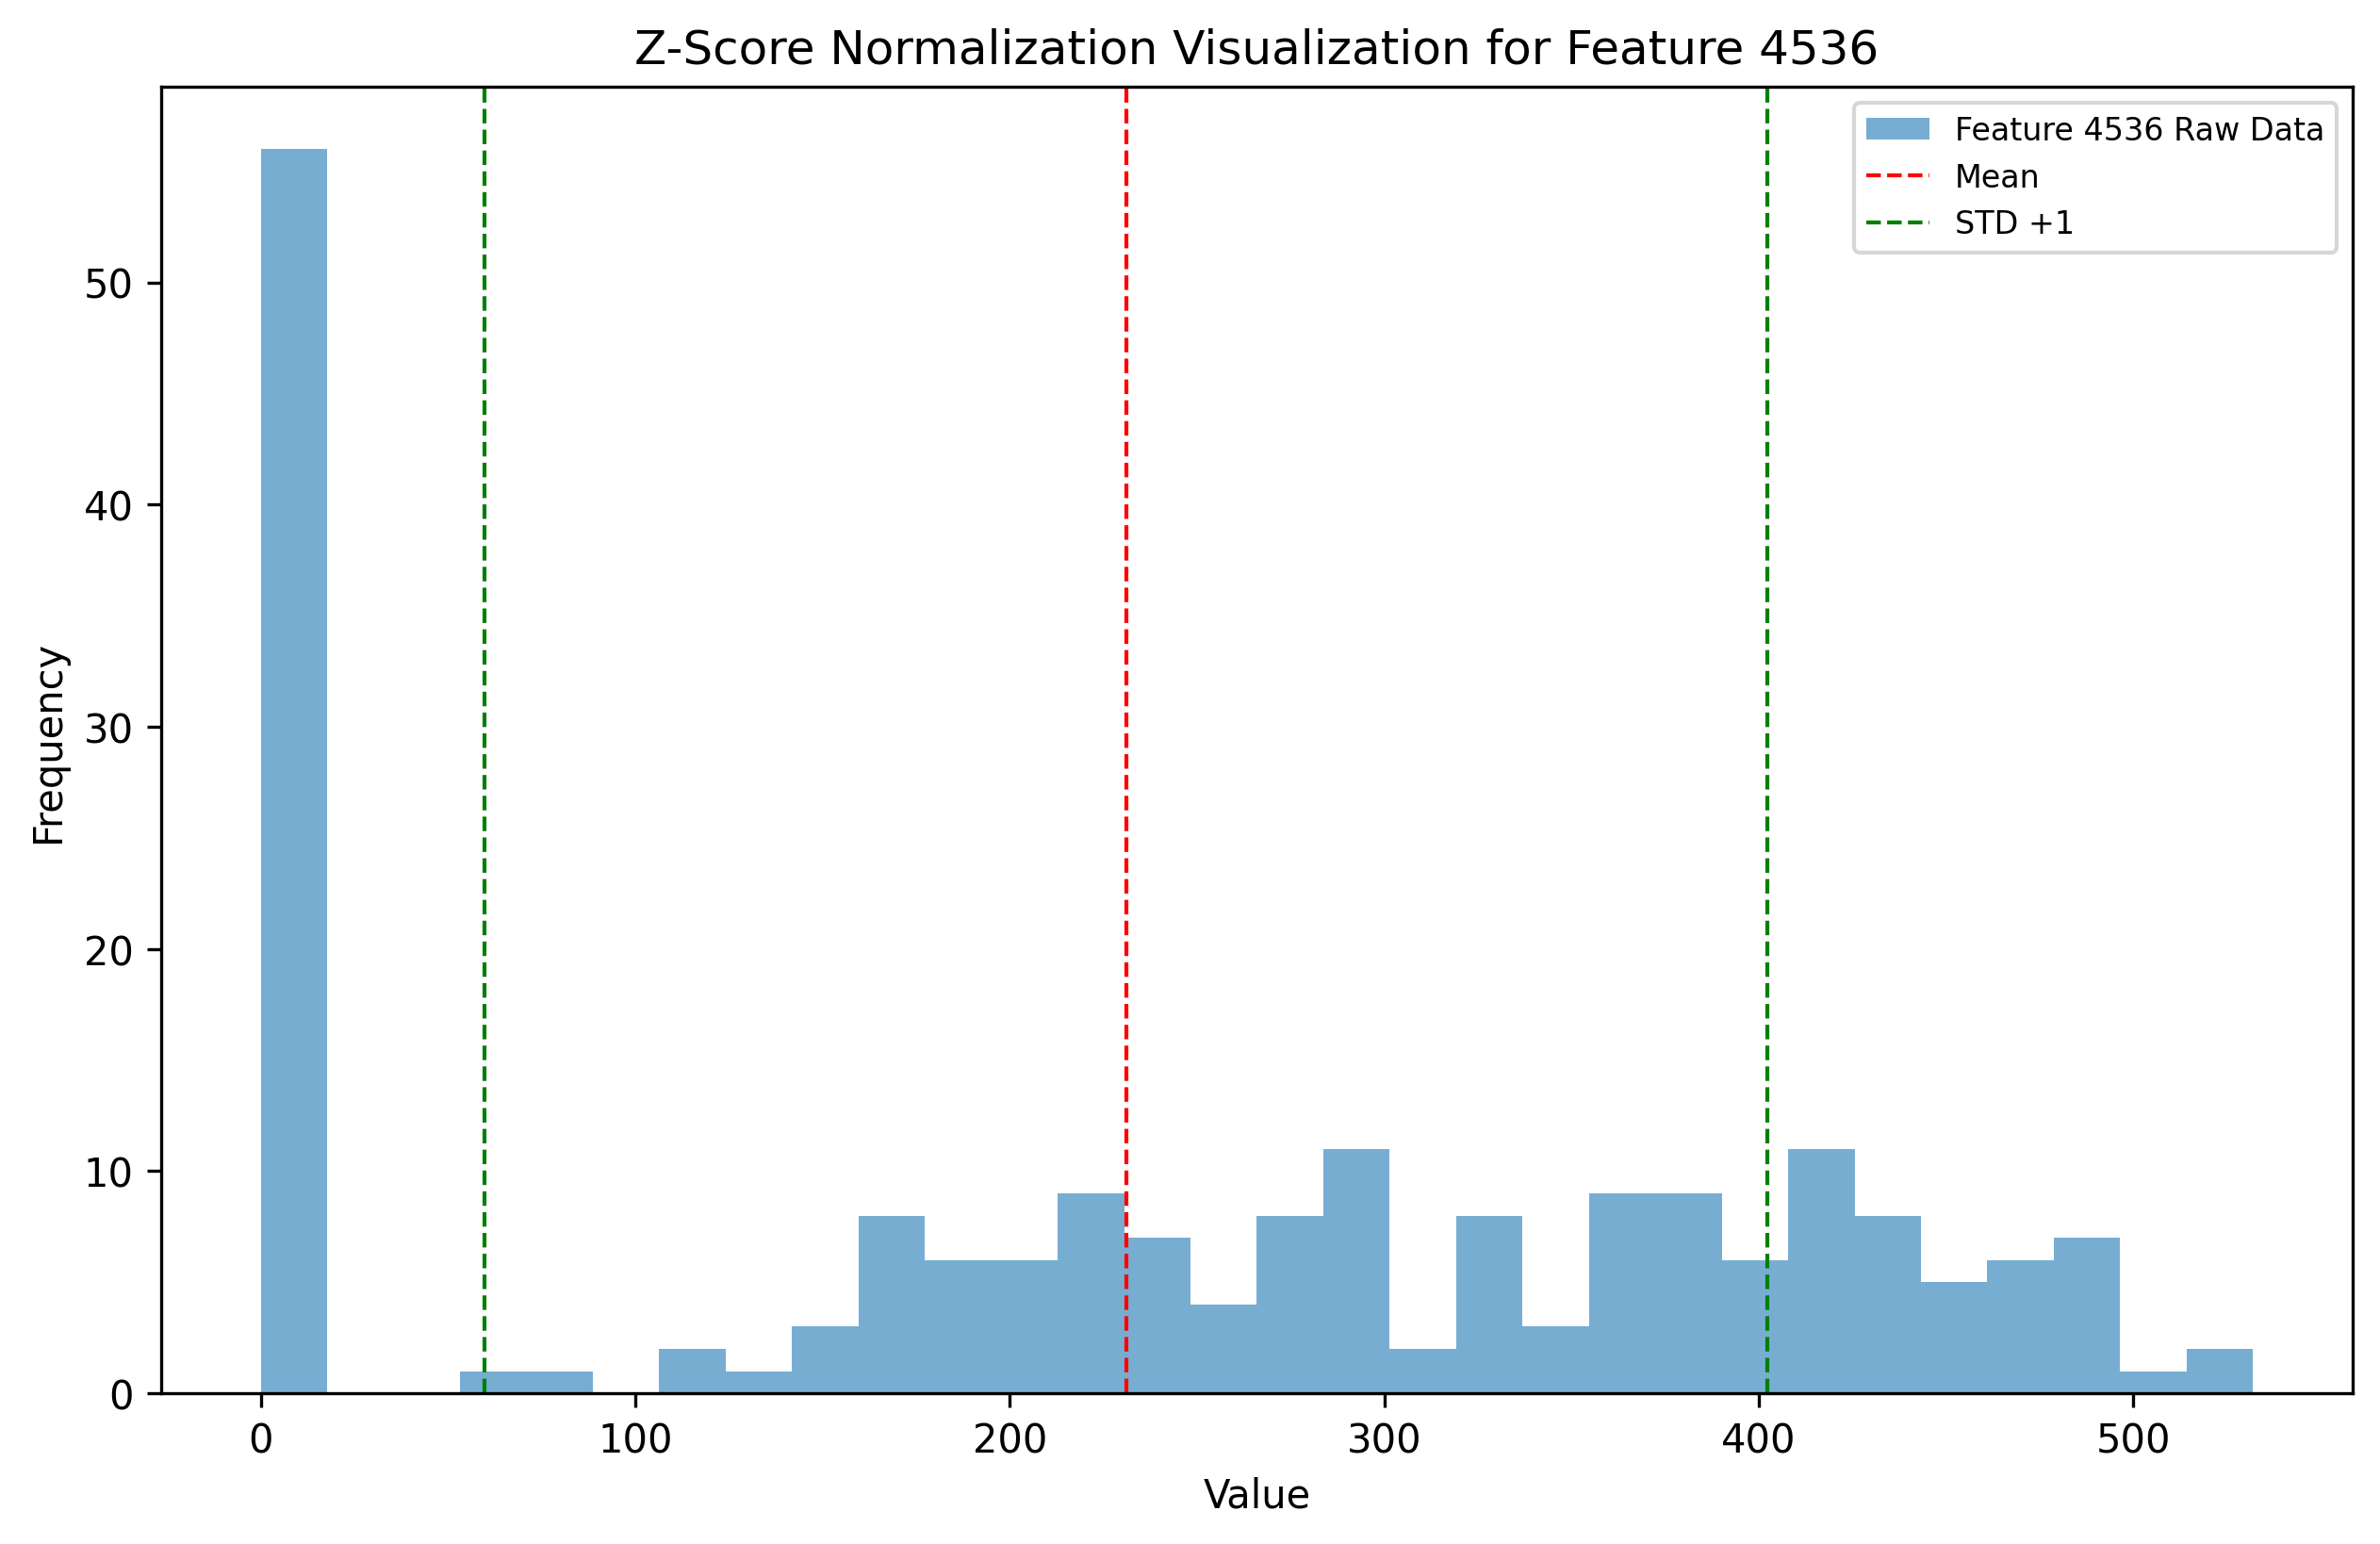 Z-Score Normalization Visualization for Feature 4536
Feature 4536 Raw Data
Mean
STD +1
Frequency
50
40
30
20
10
0
0 100 200 300 400 500
Value